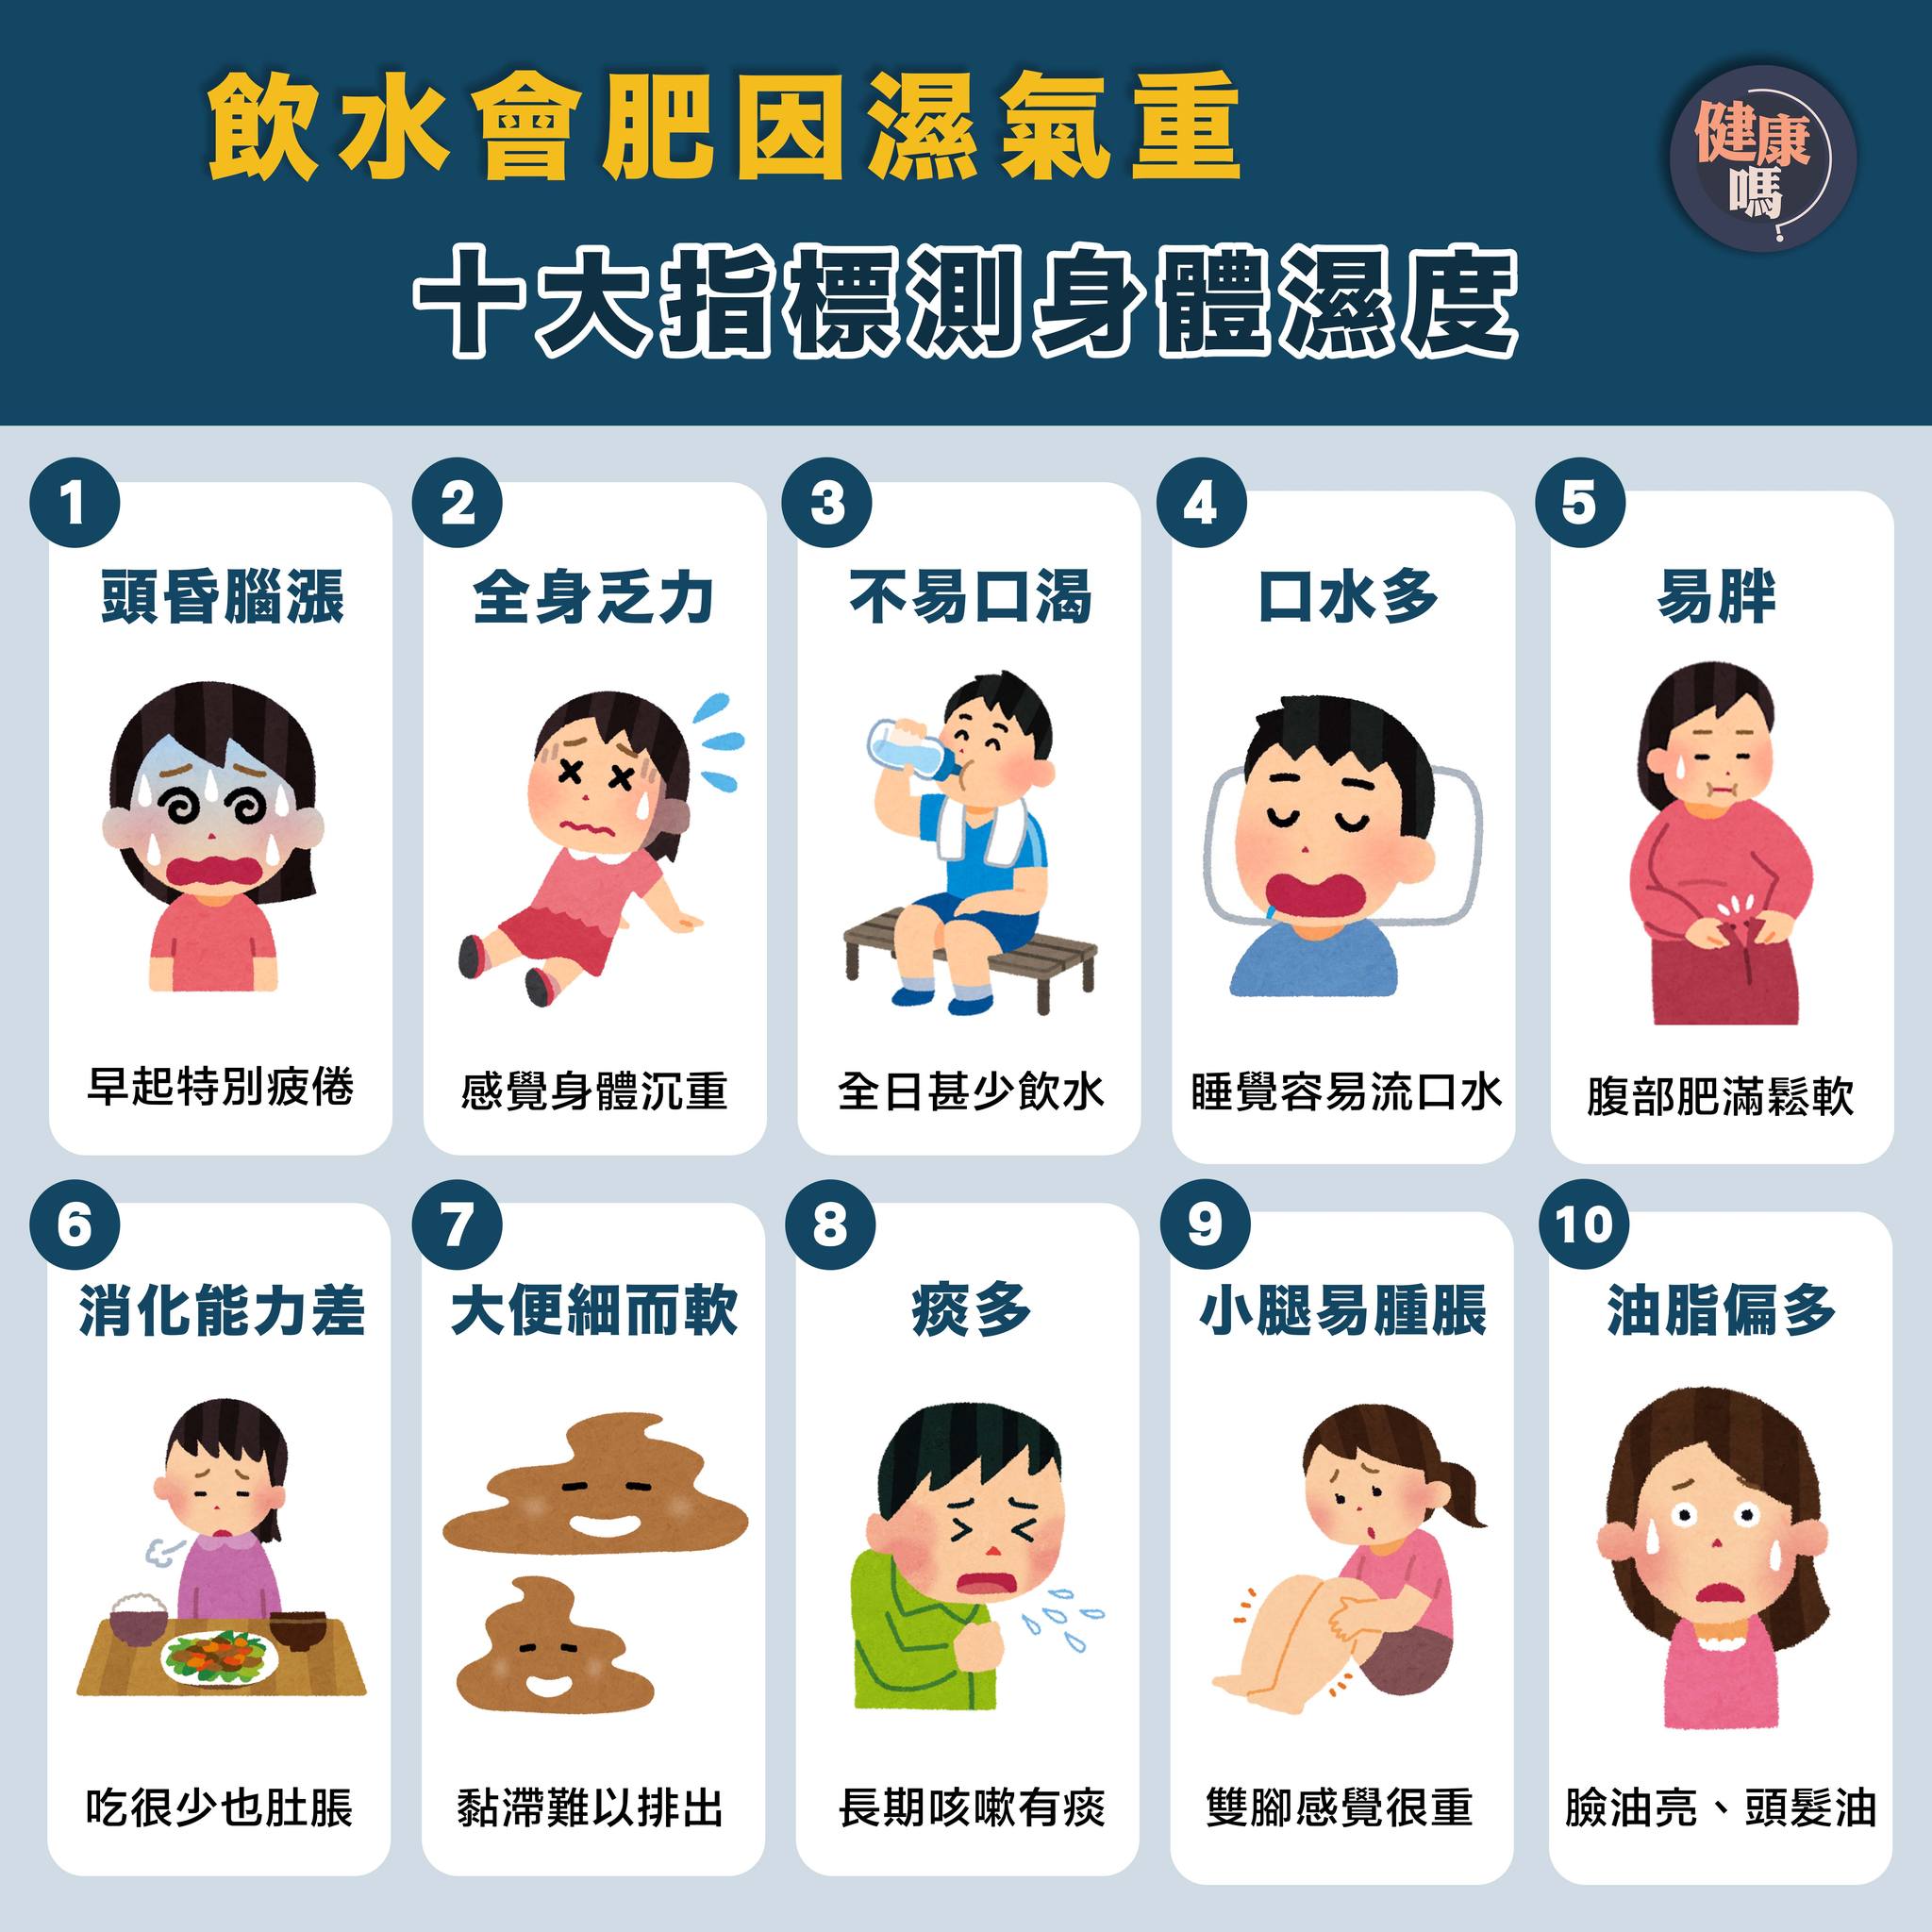 飲水會肥因濕氣重
健康
嗎?
十大指標測身體濕度
1
頭昏腦漲
早起特別疲倦
2
全身乏力
感覺身體沉重
3
不易口渴
全日甚少飲水
4
口水多
睡覺容易流口水
5
易胖
腹部肥滿鬆軟
6
消化能力差
吃很少也肚脹
7
大便細而軟
黏滯難以排出
8
痰多
長期咳嗽有痰
9
小腿易腫脹
雙腳感覺很重
10
油脂偏多
臉油亮、頭髮油